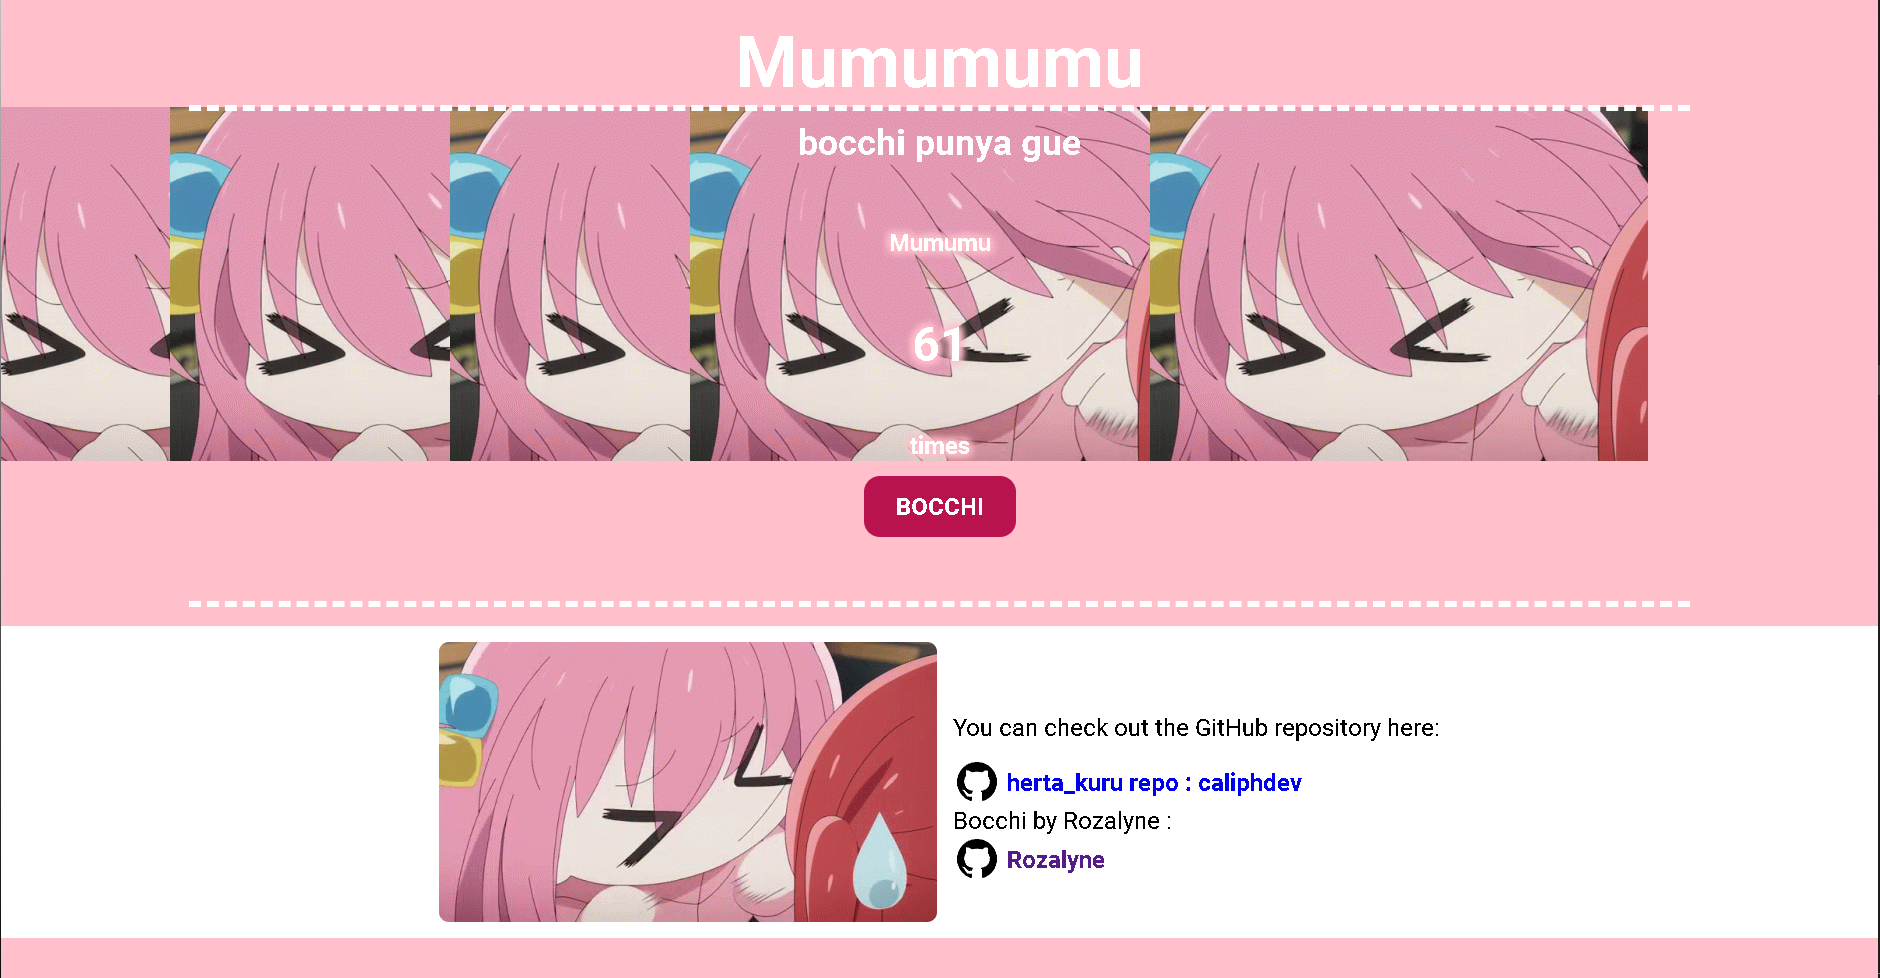 Mumumumu
bocchi punya gue
Mumumu
61
times
BOCCHI
You can check out the GitHub repository here:
herta_kuru repo : caliphdev
Bocchi by Rozalyne :
Rozalyne